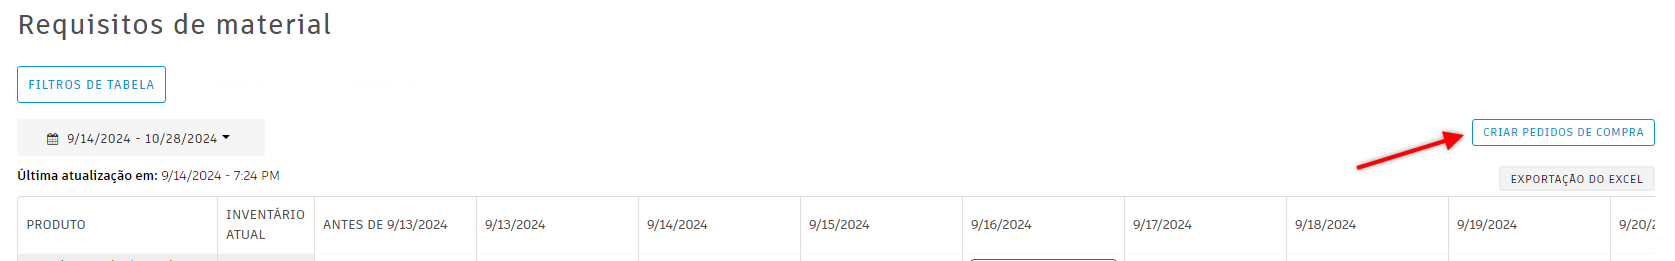 Requisitos de material
FILTROS DE TABELA
9/14/2024 - 10/28/2024
CRIAR PEDIDOS DE COMPRA
Última atualização em: 9/14/2024 - 7:24 PM
EXPORTAÇÃO DO EXCEL
PRODUTO
INVENTÁRIO
ATUAL
ANTES DE 9/13/2024
9/13/2024
9/14/2024
9/15/2024
9/16/2024
9/17/2024
9/18/2024
9/19/2024
9/20/2